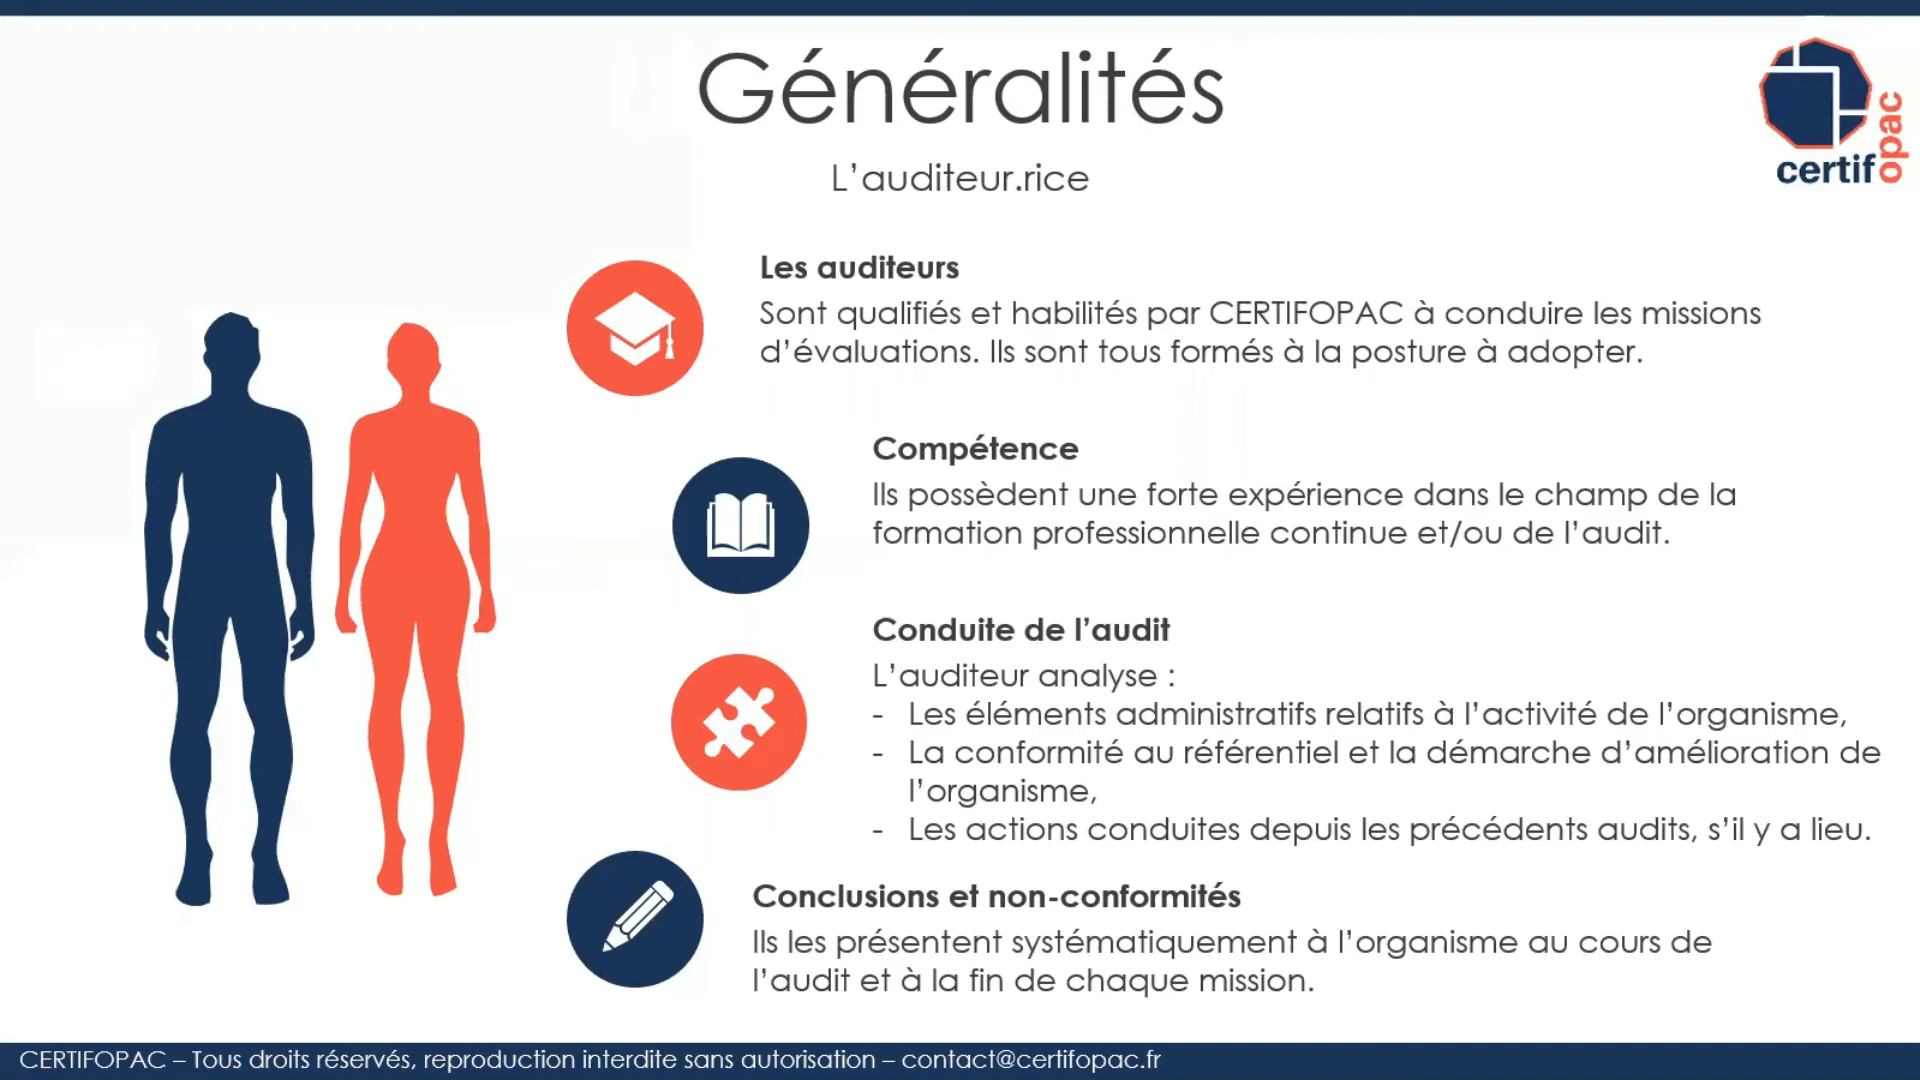 Généralités
L'auditeur.rice
certifopac
Les auditeurs
Sont qualifiés et habilités par CERTIFOPAC à conduire les missions
d'évaluations. Ils sont tous formés à la posture à adopter.
Compétence
Ils possèdent une forte expérience dans le champ de la
formation professionnelle continue et/ou de l'audit.
Conduite de l'audit
L'auditeur analyse :
- Les éléments administratifs relatifs à l'activité de l'organisme,
- La conformité au référentiel et la démarche d'amélioration de
l'organisme,
- Les actions conduites depuis les précédents audits, s'il y a lieu.
Conclusions et non-conformités
Ils les présentent systématiquement à l'organisme au cours de
l'audit et à la fin de chaque mission.
CERTIFOPAC – Tous droits réservés, reproduction interdite sans autorisation – contact@certifopac.fr